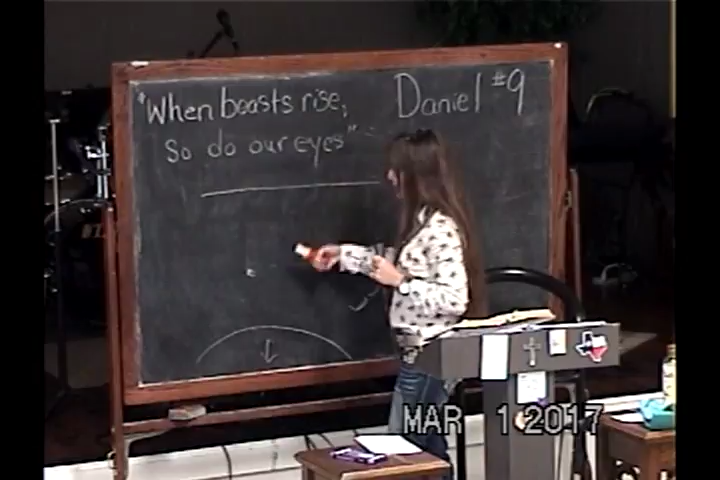 "When beasts rise,
So do our eyes"
Daniel #9
MAR 1 2017